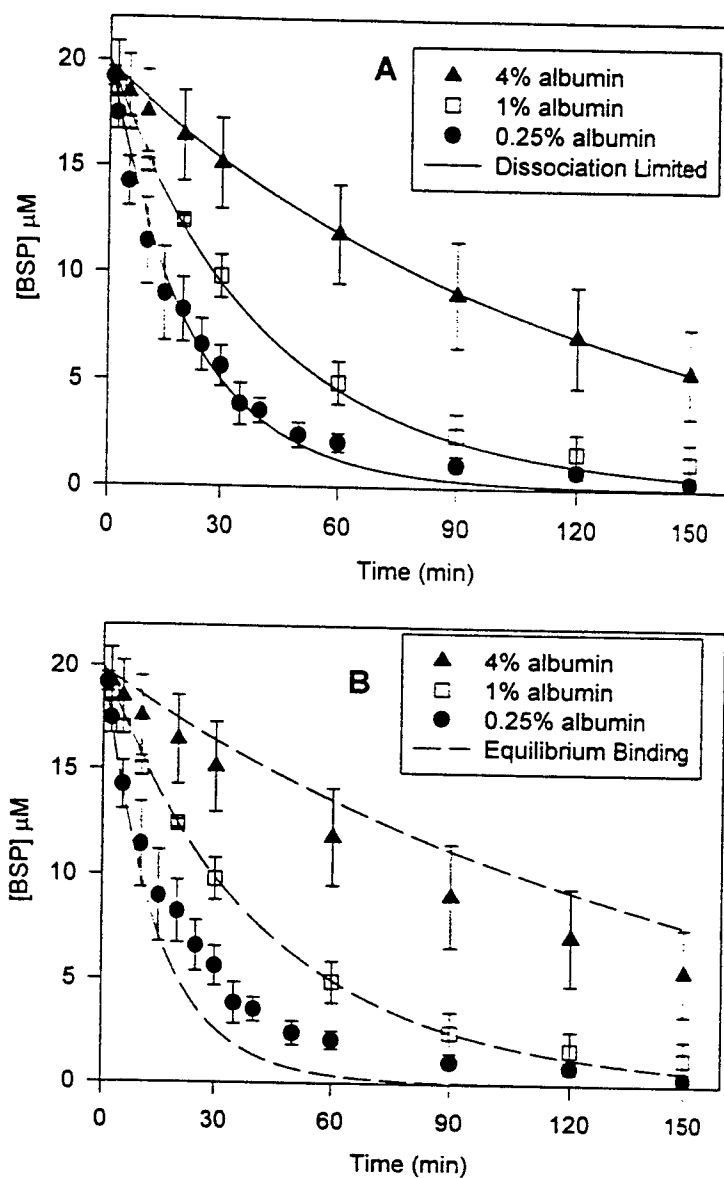 A
4% albumin
1% albumin
0.25% albumin
Dissociation Limited
[BSP] μM
20
15
10
5
0
0 30 60 90 120 150
Time (min)
B
4% albumin
1% albumin
0.25% albumin
Equilibrium Binding
[BSP] μM
20
15
10
5
0
0 30 60 90 120 150
Time (min)